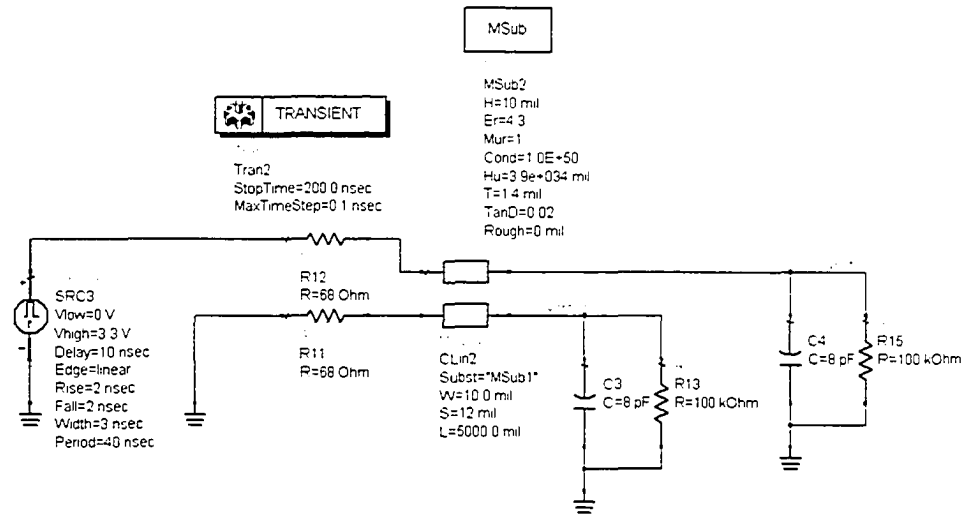 MSub
MSub2
H=10 mil
Er=4 3
Mur=1
Cond=1 0E+50
Hu=3 9e+034 mil
T=1 4 mil
TanD=0 02
Rough=0 mil
TRANSIENT
Tran2
StopTime=200 0 nsec
MaxTimeStep=0 1 nsec
R12
R=68 Ohm
SRC3
Vlow=0 V
Vhigh=3 3 V
Delay=10 nsec
Edge=linear
Rise=2 nsec
Fall=2 nsec
Width=3 nsec
Period=40 nsec
R11
R=68 Ohm
CLin2
Subst="MSub1"
W=10 0 mil
S=12 mil
L=5000 0 mil
C3
C=8 pF
R13
R=100 kOhm
C4
C=8 pF
R15
R=100 kOhm